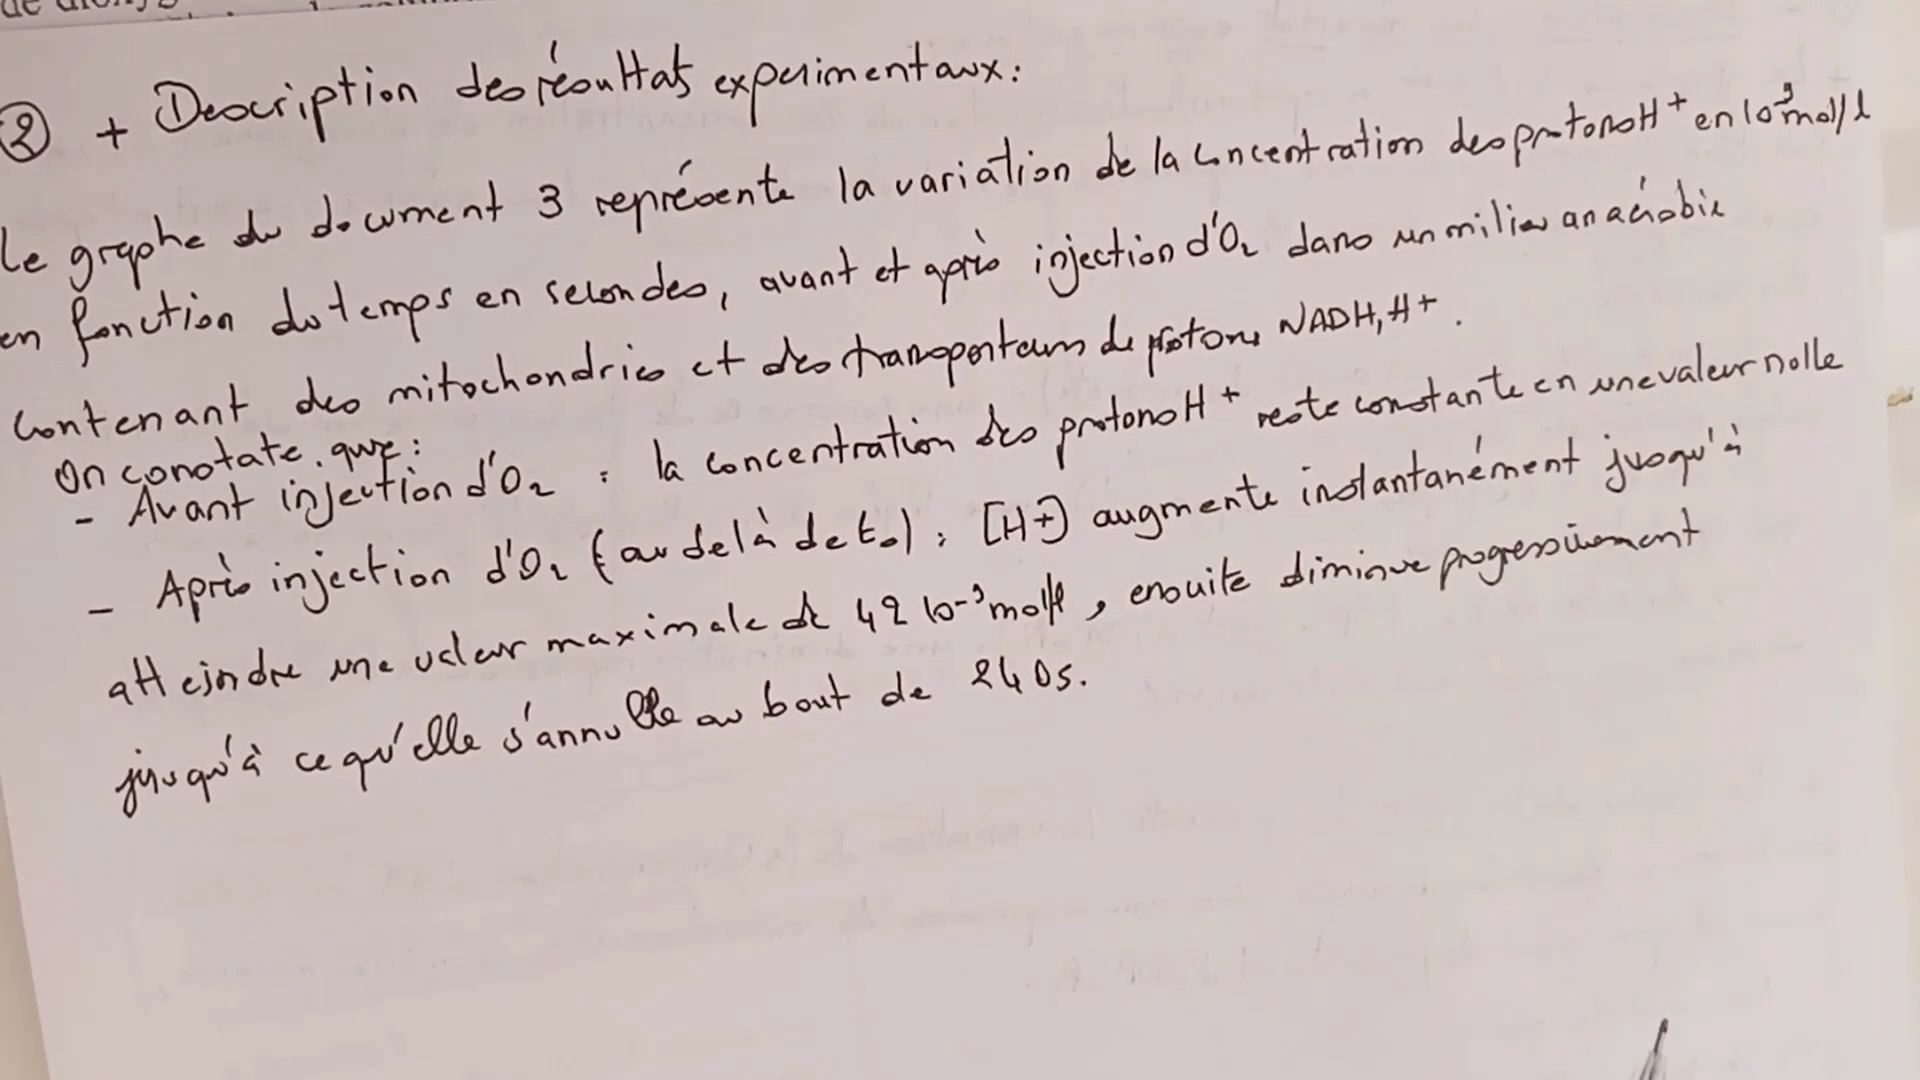 ② + Description des résultats experimentaux:
Le graphe du document 3 représente la variation de la concentration des protons H+ en 10⁻⁹ mol/l
en fonction du temps en secondes, avant et après injection d'O₂ dans un milieu anaérobie
contenant des mitochondries et des transporteurs de protons NADH, H+.
On constate que:
- Avant injection d'O₂ : la concentration des protons H+ reste constante en une valeur nulle
- Après injection d'O₂ (au delà de t₀) : [H+] augmente instantanément jusqu'à
atteindre une valeur maximale de 42 10⁻⁹ mol/l, ensuite diminue progressivement
jusqu'à ce qu'elle s'annulle au bout de 240s.